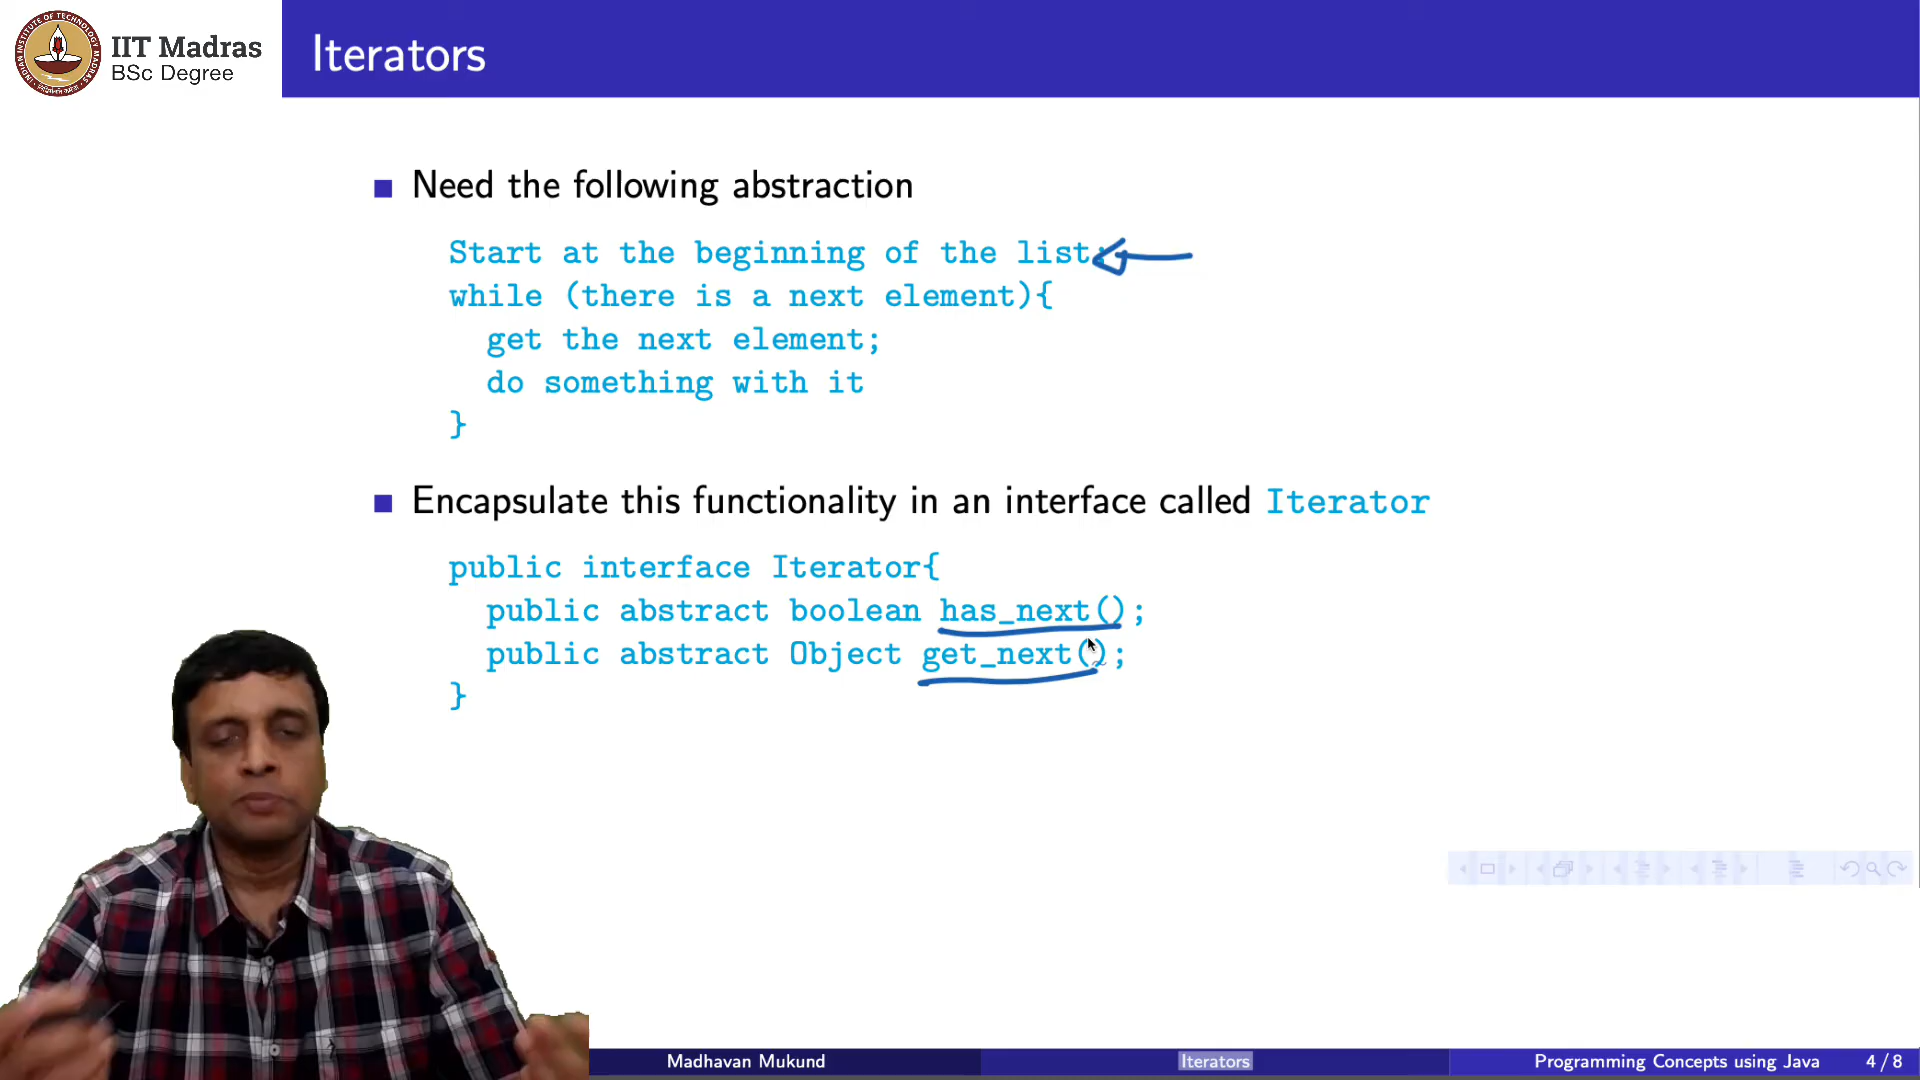 IIT Madras
BSc Degree
Iterators
Need the following abstraction
Start at the beginning of the list;
while (there is a next element){
get the next element;
do something with it
}
Encapsulate this functionality in an interface called Iterator
public interface Iterator{
public abstract boolean has_next();
public abstract Object get_next();
}
Madhavan Mukund
Iterators
Programming Concepts using Java
4 / 8